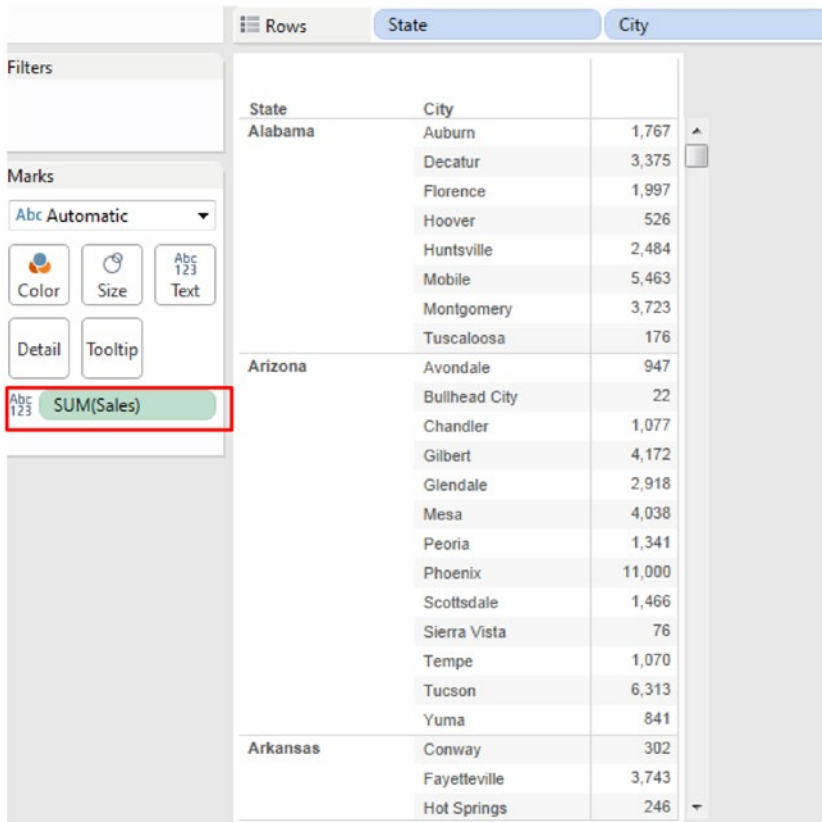 Rows State City
Filters
Marks
Abc Automatic
Color
Size
Abc
123
Text
Detail
Tooltip
Abc
123
SUM(Sales)
State City
Alabama Auburn 1,767
Decatur 3,375
Florence 1,997
Hoover 526
Huntsville 2,484
Mobile 5,463
Montgomery 3,723
Tuscaloosa 176
Arizona Avondale 947
Bullhead City 22
Chandler 1,077
Gilbert 4,172
Glendale 2,918
Mesa 4,038
Peoria 1,341
Phoenix 11,000
Scottsdale 1,466
Sierra Vista 76
Tempe 1,070
Tucson 6,313
Yuma 841
Arkansas Conway 302
Fayetteville 3,743
Hot Springs 246